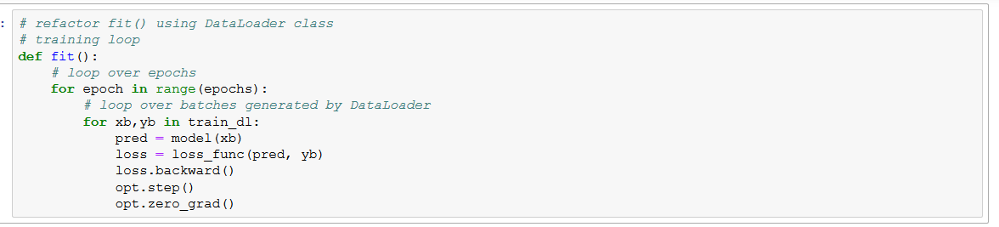 : # refactor fit() using DataLoader class
# training loop
def fit():
    # loop over epochs
    for epoch in range(epochs):
        # loop over batches generated by DataLoader
        for xb,yb in train_dl:
            pred = model(xb)
            loss = loss_func(pred, yb)
            loss.backward()
            opt.step()
            opt.zero_grad()